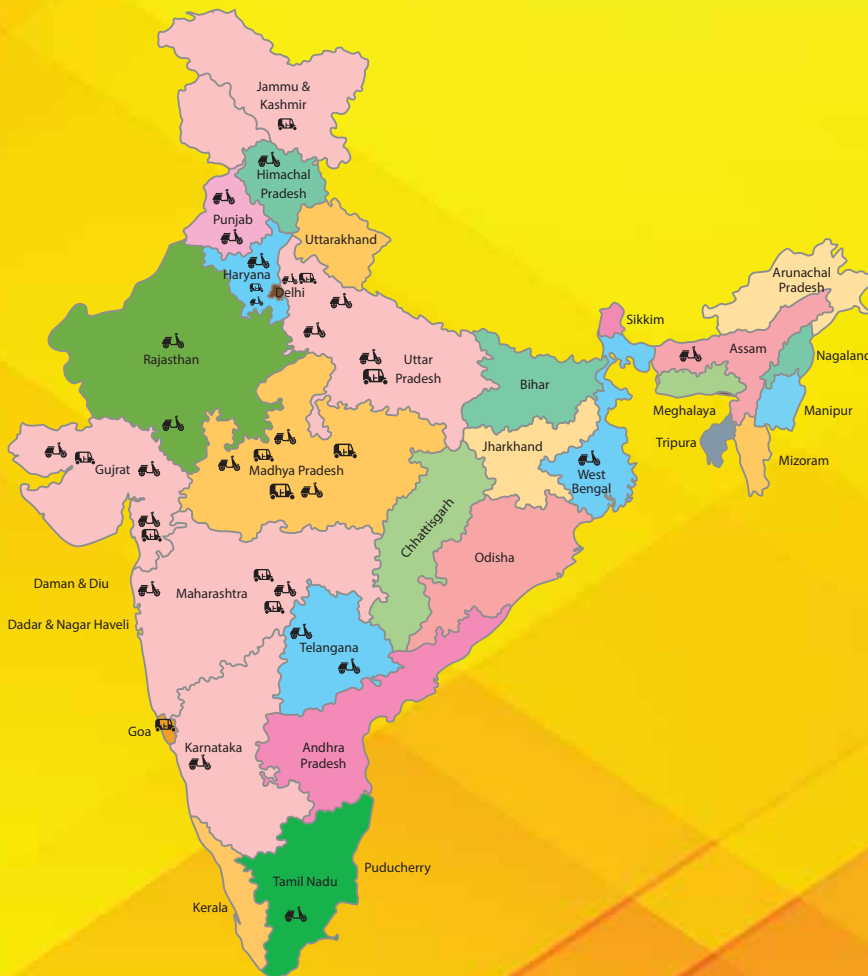 Jammu &
Kashmir
Himachal
Pradesh
Punjab
Uttarakhand
Haryana
Delhi
Arunachal
Pradesh
Sikkim
Assam
Nagaland
Rajasthan
Uttar
Pradesh
Bihar
Meghalaya
Manipur
Tripura
Mizoram
Jharkhand
Gujrat
Madhya Pradesh
West
Bengal
Chhattisgarh
Odisha
Daman & Diu
Maharashtra
Dadar & Nagar Haveli
Telangana
Goa
Karnataka
Andhra
Pradesh
Puducherry
Tamil Nadu
Kerala